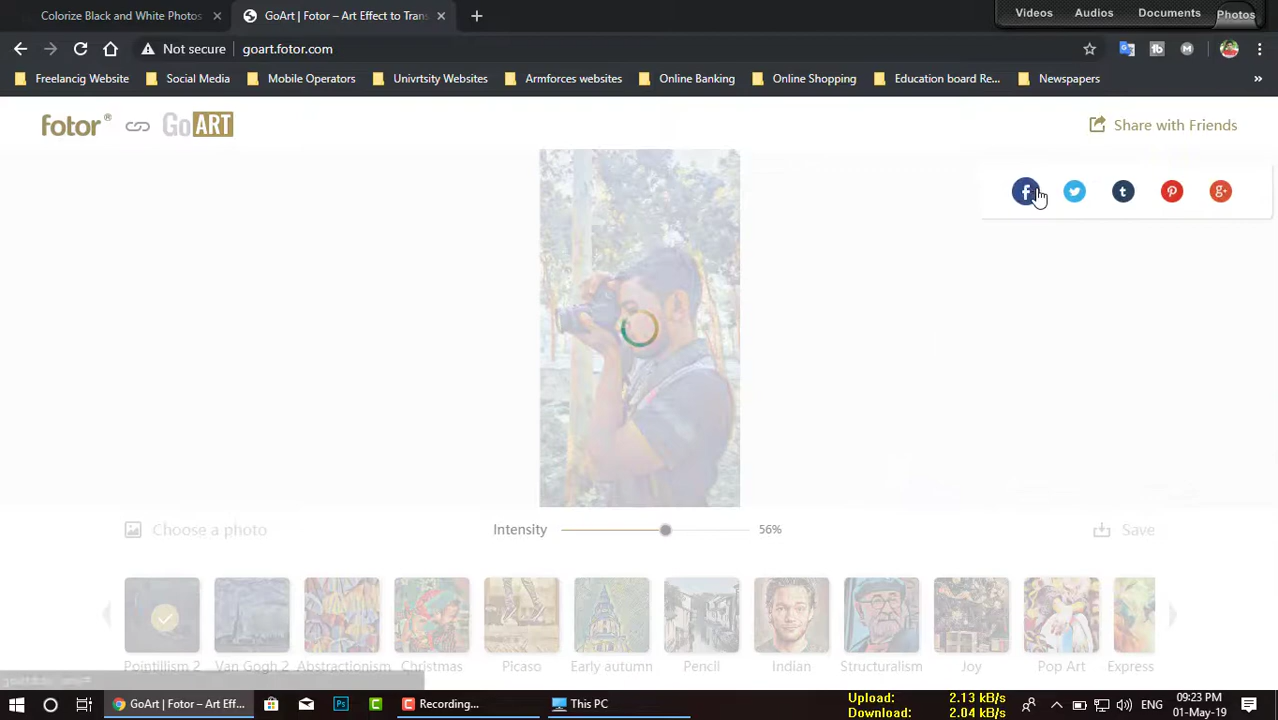 Colorize Black and White Photos
GoArt | Fotor – Art Effect to Trans
Videos Audios Documents Photos
Not secure goart.fotor.com
Freelancig Website Social Media Mobile Operators Univrtsity Websites Armforces websites Online Banking Online Shopping Education board Re... Newspapers »
fotor® GoART
Share with Friends
f t p g+
Choose a photo
Intensity 56%
Save
Pointillism 2 Van Gogh 2 Abstractionism Christmas Picaso Early autumn Pencil Indian Structuralism Joy Pop Art Express
GoArt | Fotor – Art Eff... Ps C C Recording... This PC
Upload: 2.13 kB/s
Download: 2.04 kB/s
ENG
09:23 PM
01-May-19